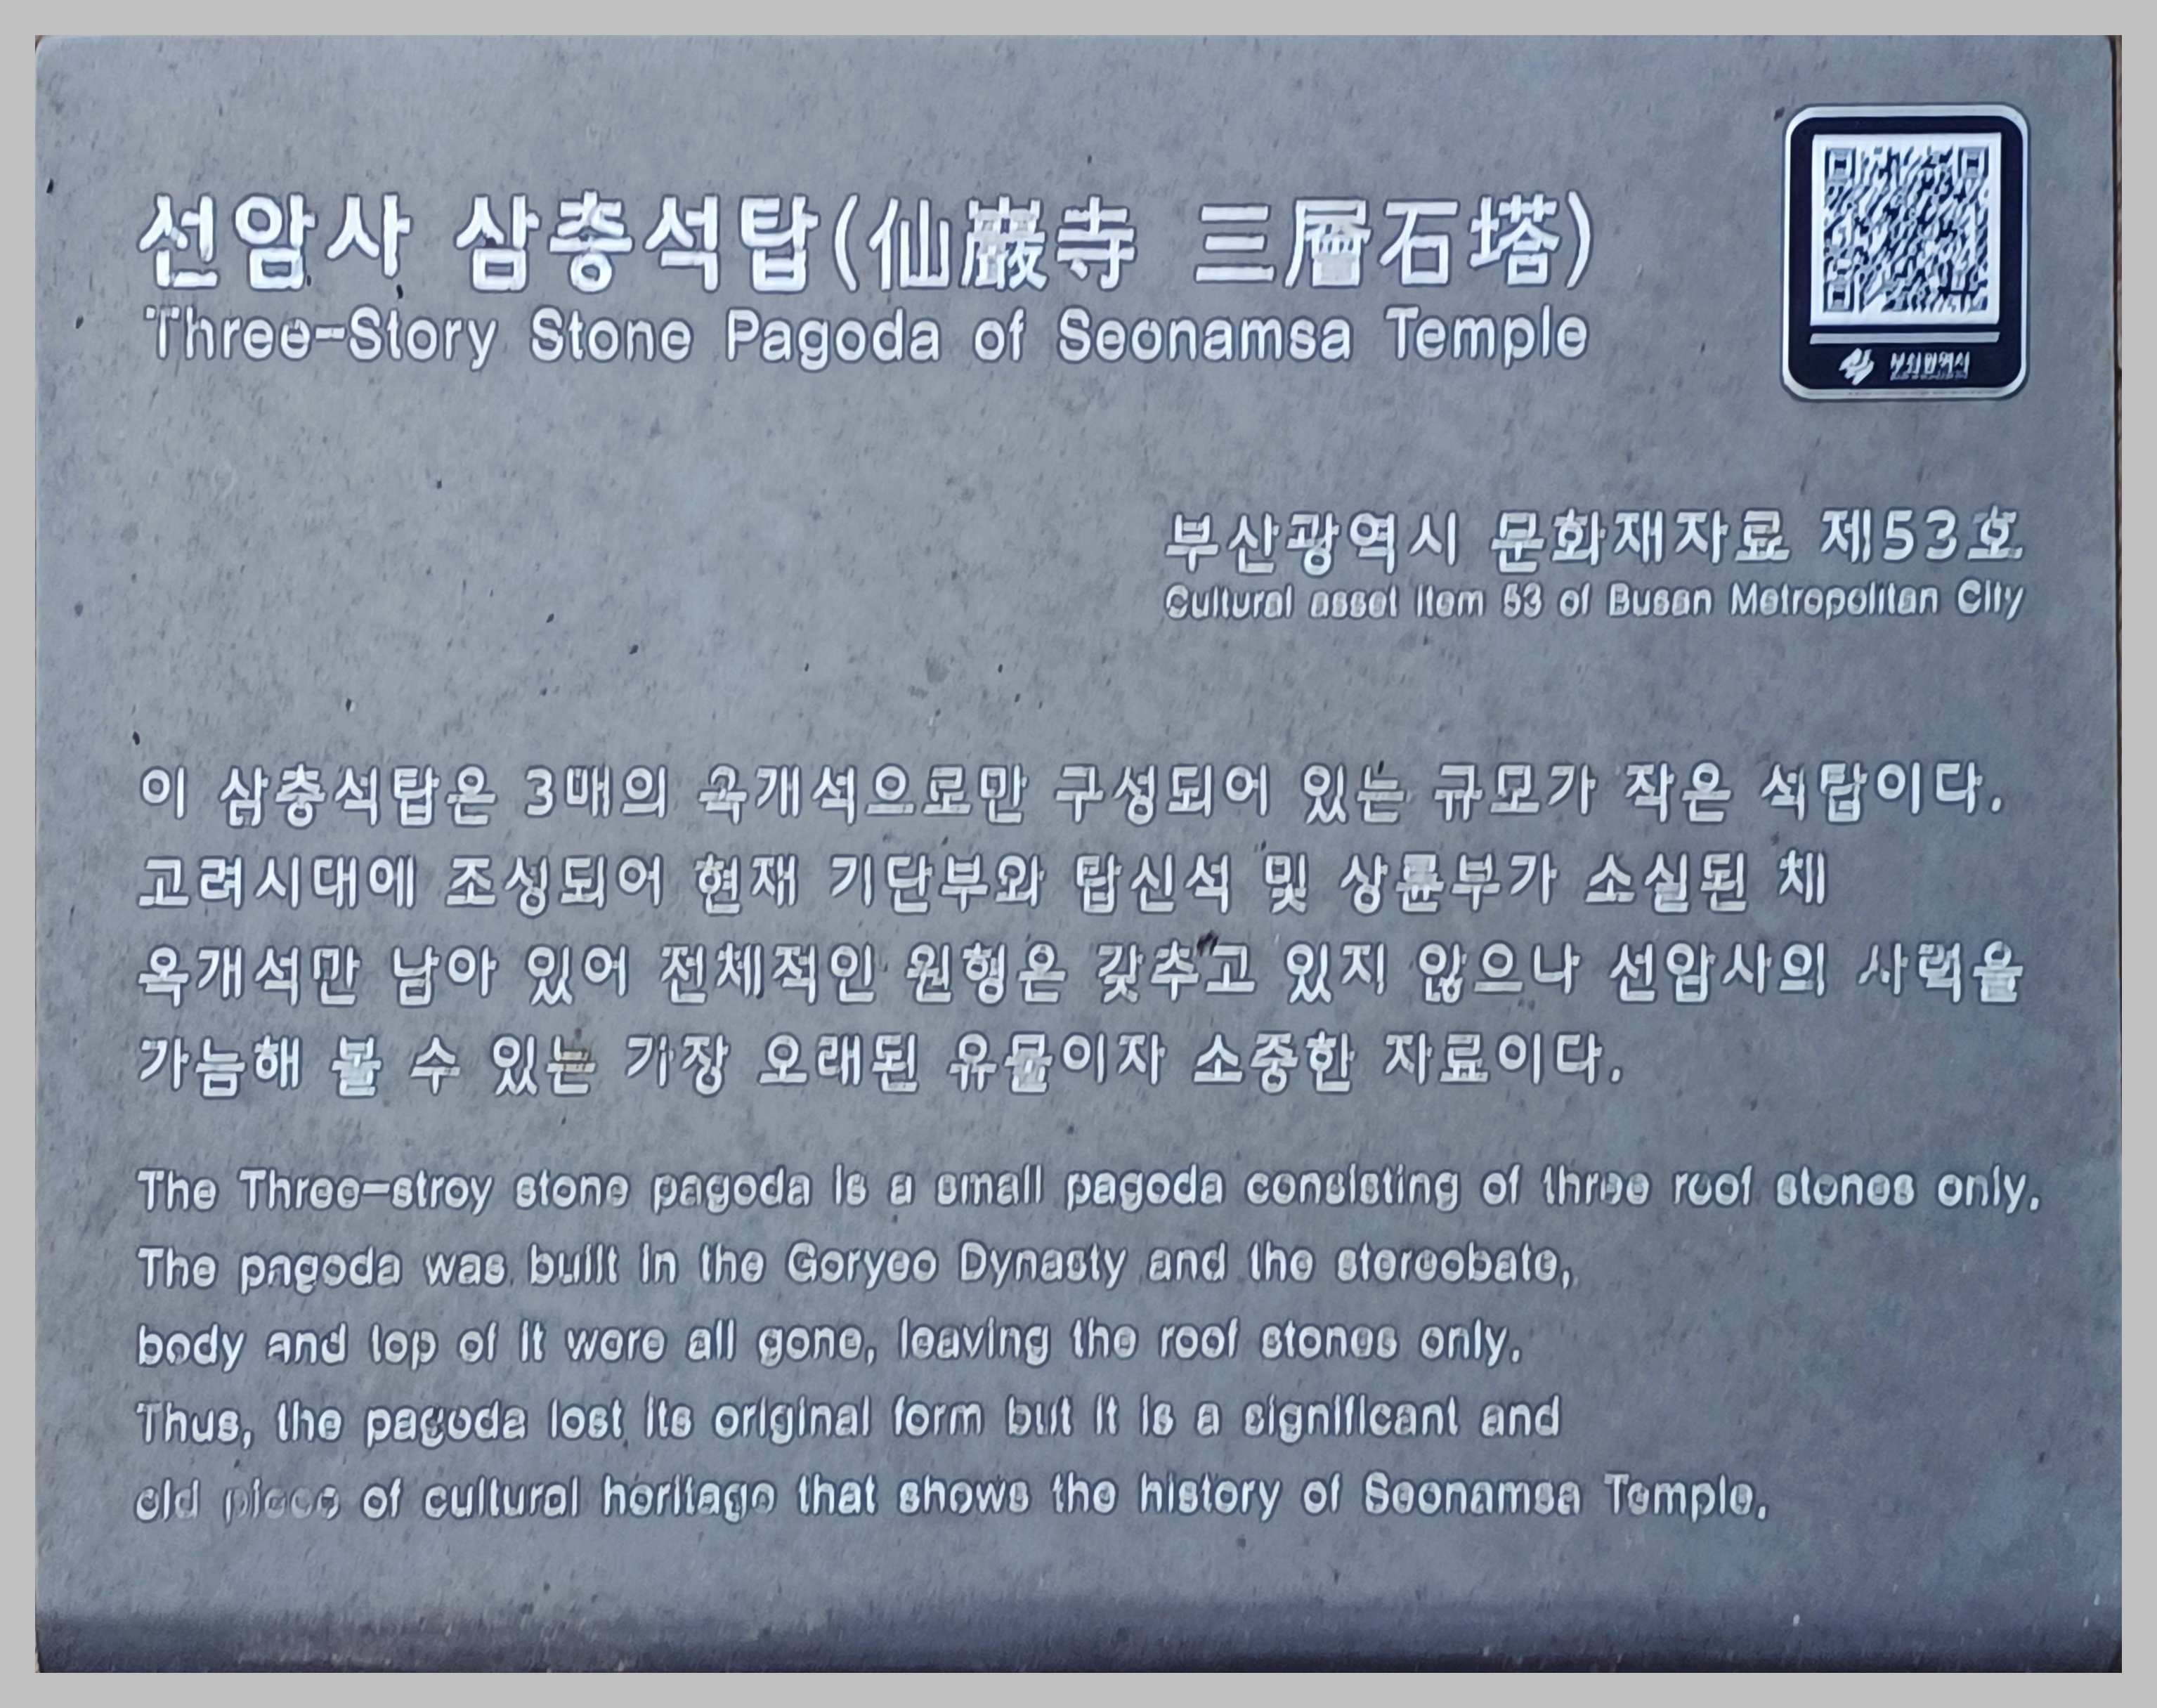 선암사 삼층석탑(仙巖寺 三層石塔)
Three-Story Stone Pagoda of Seonamsa Temple
부산광역시
부산광역시 문화재자료 제53호
Cultural asset item 53 of Busan Metropolitan City
이 삼층석탑은 3매의 옥개석으로만 구성되어 있는 규모가 작은 석탑이다.
고려시대에 조성되어 현재 기단부와 탑신석 및 상륜부가 소실된 채
옥개석만 남아 있어 전체적인 원형은 갖추고 있지 않으나 선암사의 사력을
가늠해 볼 수 있는 가장 오래된 유물이자 소중한 자료이다.
The Three-stroy stone pagoda is a small pagoda consisting of three roof stones only.
The pagoda was built in the Goryeo Dynasty and the stereobate,
body and top of it were all gone, leaving the roof stones only.
Thus, the pagoda lost its original form but it is a significant and
old piece of cultural heritage that shows the history of Seonamsa Temple.